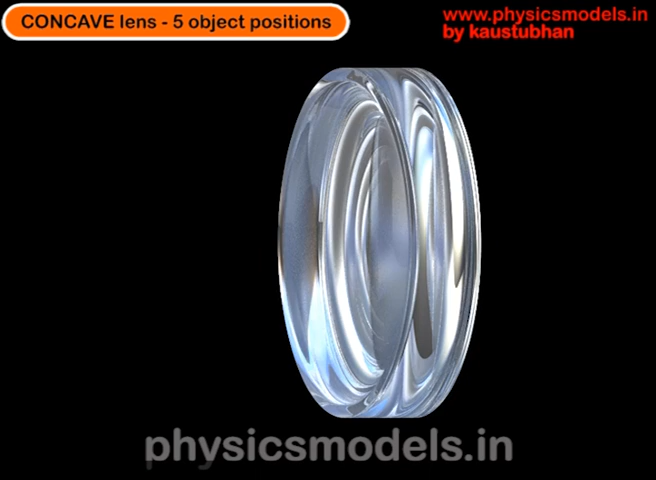 CONCAVE lens - 5 object positions
www.physicsmodels.in
by kaustubhan
physicsmodels.in